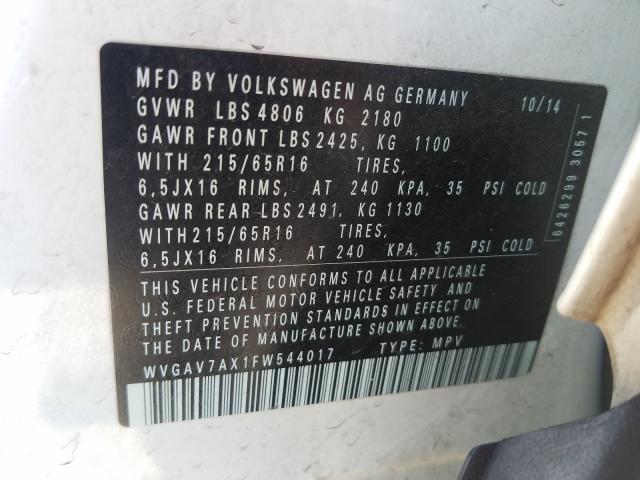 MFD BY VOLKSWAGEN AG GERMANY 10/14
GVWR LBS 4806 KG 2180
GAWR FRONT LBS 2425, KG 1100
WITH 215/65R16 TIRES,
6,5JX16 RIMS, AT 240 KPA, 35 PSI COLD
GAWR REAR LBS 2491, KG 1130
WITH 215/65R16 TIRES,
6,5JX16 RIMS, AT 240 KPA, 35 PSI COLD
THIS VEHICLE CONFORMS TO ALL APPLICABLE
U.S. FEDERAL MOTOR VEHICLE SAFETY AND
THEFT PREVENTION STANDARDS IN EFFECT ON
THE DATE OF MANUFACTURE SHOWN ABOVE.
WVGAV7AX1FW544017 TYPE: MPV
6426299 3057 1